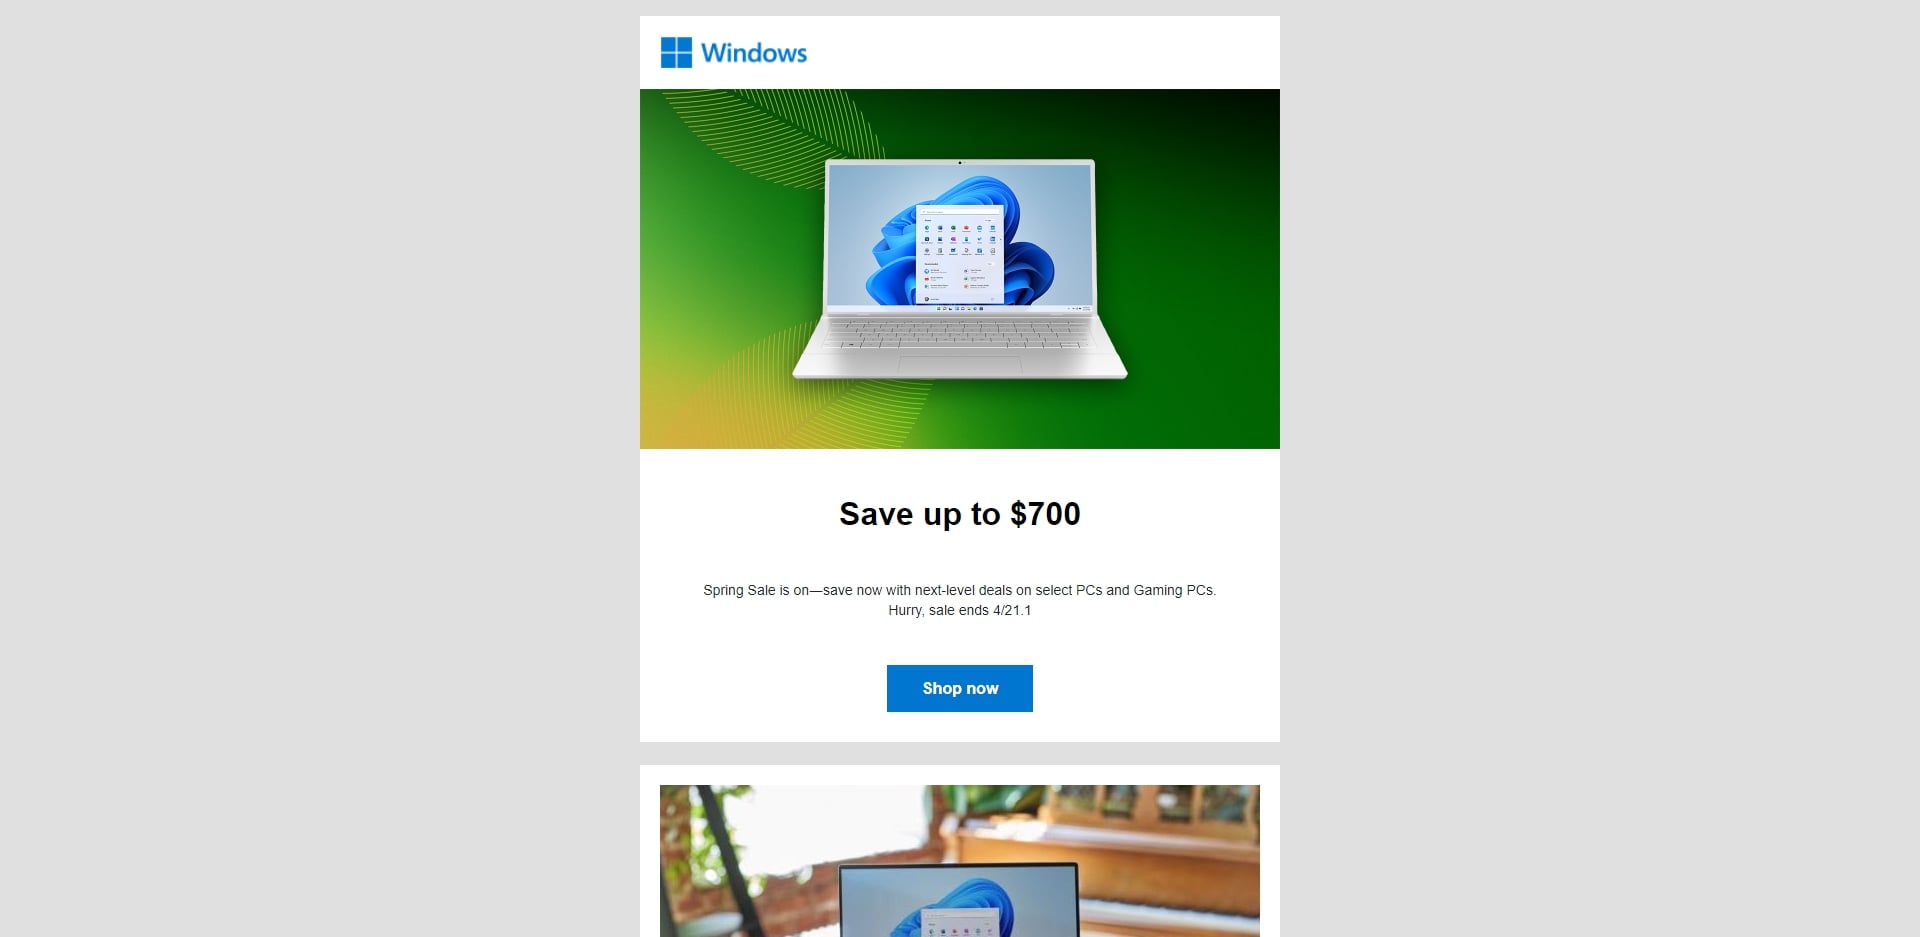 Windows
Save up to $700
Spring Sale is on—save now with next-level deals on select PCs and Gaming PCs.
Hurry, sale ends 4/21.1
Shop now